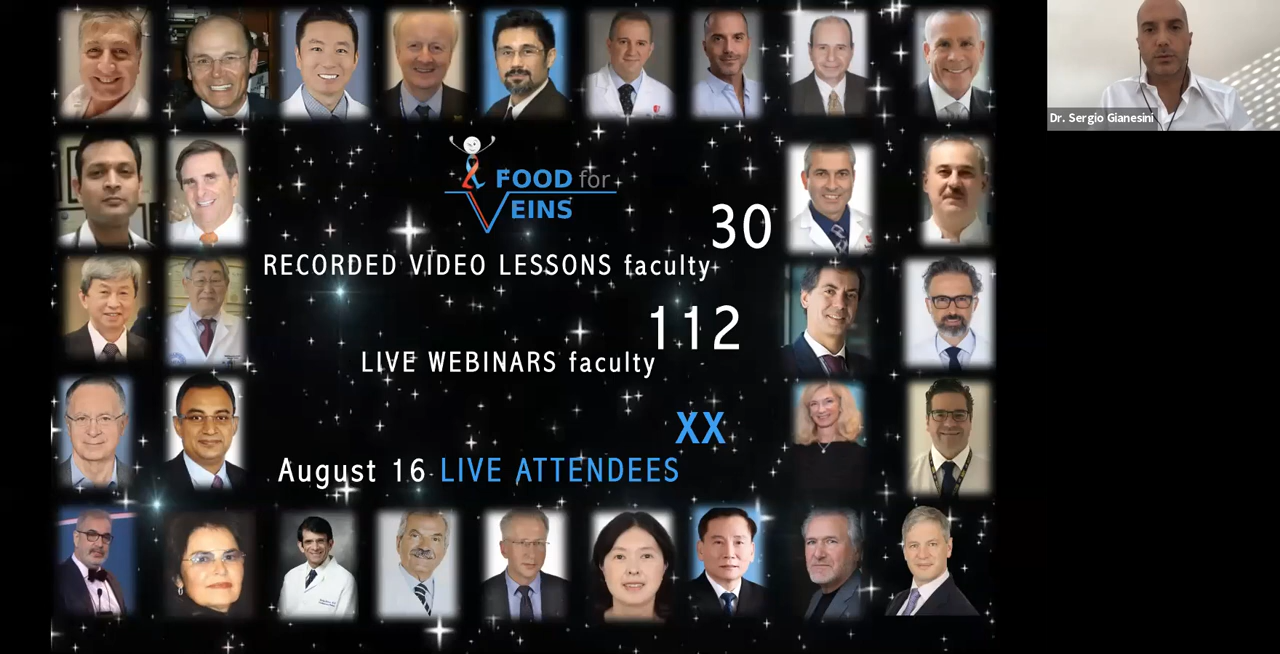 Dr. Sergio Gianesini
FOOD for
VEINS
30
RECORDED VIDEO LESSONS faculty
112
LIVE WEBINARS faculty
XX
August 16 LIVE ATTENDEES